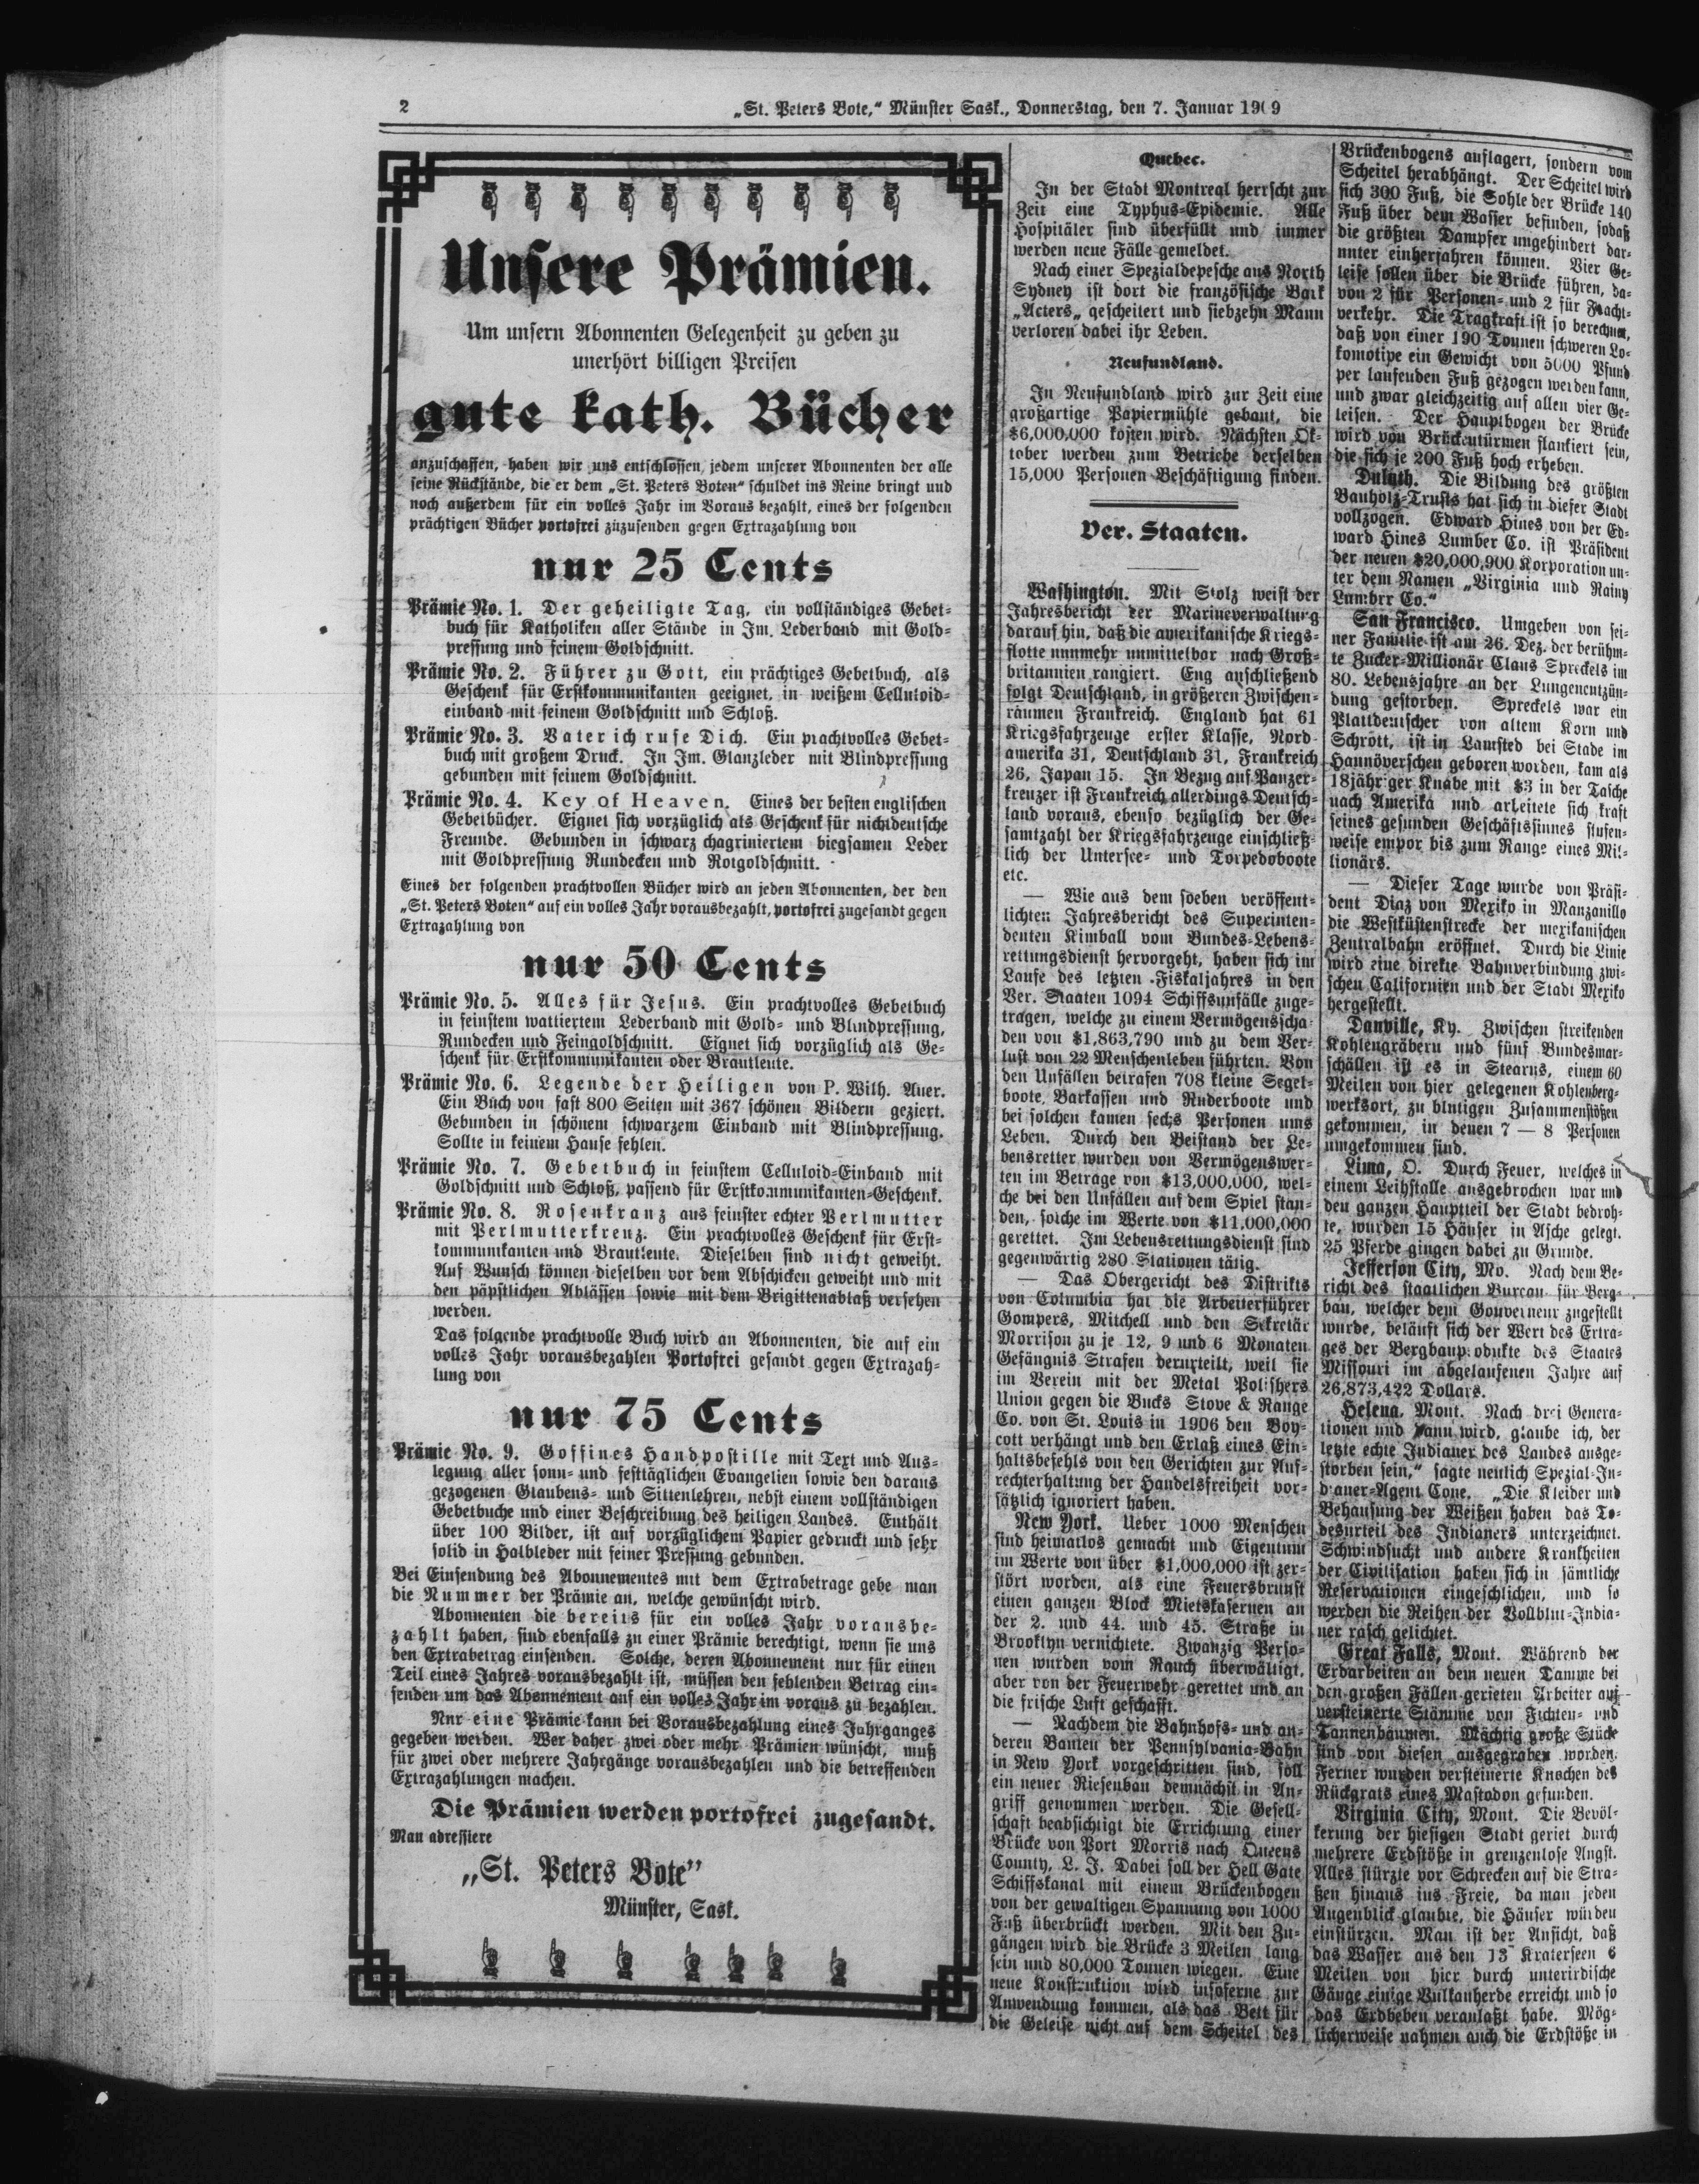 2
„St. Peters Bote,“ Münster Sask., Donnerstag, den 7. Januar 19 9
Unsere Prämien.
Um unsern Abonnenten Gelegenheit zu geben zu
unerhört billigen Preisen
gute kath. Bücher
anzuschaffen, haben wir uns entschlossen, jedem unserer Abonnenten der alle
seine Rückstände, die er dem „St. Peters Boten“ schuldet ins Reine bringt und
noch außerdem für ein volles Jahr im Voraus bezahlt, eines der folgenden
prächtigen Bücher portofrei zuzusenden gegen Extrazahlung von
nur 25 Cents
Prämie No. 1. Der geheiligte Tag, ein vollständiges Gebet-
buch für Katholiken aller Stände in Im. Lederband mit Gold-
pressung und feinem Goldschnitt.
Prämie No. 2. Führer zu Gott, ein prächtiges Gebetbuch, als
Geschenk für Erstkommunikanten geeignet, in weißem Celluloid-
einband mit feinem Goldschnitt und Schloß.
Prämie No. 3. Vater ich rufe Dich. Ein prachtvolles Gebet-
buch mit großem Druck. In Im. Glanzleder mit Blindpressung
gebunden mit feinem Goldschnitt.
Prämie No. 4. Key of Heaven. Eines der besten englischen
Gebetbücher. Eignet sich vorzüglich als Geschenk für nichtdeutsche
Freunde. Gebunden in schwarz chagriniertem biegsamen Leder
mit Goldpressung Rundecken und Rotgoldschnitt.
Eines der folgenden prachtvollen Bücher wird an jeden Abonnenten, der den
„St. Peters Boten“ auf ein volles Jahr vorausbezahlt, portofrei zugesandt gegen
Extrazahlung von
nur 50 Cents
Prämie No. 5. Alles für Jesus. Ein prachtvolles Gebetbuch
in feinstem wattiertem Lederband mit Gold- und Blindpressung,
Rundecken und Feingoldschnitt. Eignet sich vorzüglich als Ge-
schenk für Erstkommunikanten oder Brautleute.
Prämie No. 6. Legende der Heiligen von P. Wilh. Auer.
Ein Buch von fast 800 Seiten mit 367 schönen Bildern geziert.
Gebunden in schönem schwarzem Einband mit Blindpressung.
Sollte in keinem Hause fehlen.
Prämie No. 7. Gebetbuch in feinstem Celluloid-Einband mit
Goldschnitt und Schloß, passend für Erstkommunikanten-Geschenk.
Prämie No. 8. Rosenkranz aus feinster echter Perlmutter
mit Perlmutterkreuz. Ein prachtvolles Geschenk für Erst-
kommunikanten und Brautleute. Dieselben sind nicht geweiht.
Auf Wunsch können dieselben vor dem Abschicken geweiht und mit
den päpstlichen Ablässen sowie mit dem Brigittenablaß versehen
werden.
Das folgende prachtvolle Buch wird an Abonnenten, die auf ein
volles Jahr vorausbezahlen Portofrei gesandt gegen Extrazah-
lung von
nur 75 Cents
Prämie No. 9. Goffines Handpostille mit Text und Aus-
legung aller sonn- und festtäglichen Evangelien sowie den daraus
gezogenen Glaubens- und Sittenlehren, nebst einem vollständigen
Gebetbuche und einer Beschreibung des heiligen Landes. Enthält
über 100 Bilder, ist auf vorzüglichem Papier gedruckt und sehr
solid in Halbleder mit feiner Pressung gebunden.
Bei Einsendung des Abonnementes mit dem Extrabetrage gebe man
die Nummer der Prämie an, welche gewünscht wird.
Abonnenten die bereits für ein volles Jahr vorausbe-
zahlt haben, sind ebenfalls zu einer Prämie berechtigt, wenn sie uns
den Extrabetrag einsenden. Solche, deren Abonnement nur für einen
Teil eines Jahres vorausbezahlt ist, müssen den fehlenden Betrag ein-
senden um das Abonnement auf ein volles Jahr im voraus zu bezahlen.
Nur eine Prämie kann bei Vorausbezahlung eines Jahrganges
gegeben werden. Wer daher zwei oder mehr Prämien wünscht, muß
für zwei oder mehrere Jahrgänge vorausbezahlen und die betreffenden
Extrazahlungen machen.
Die Prämien werden portofrei zugesandt.
Man adressiere
„St. Peters Bote”
Münster, Sask.
Quebec.
In der Stadt Montreal herrscht zur
Zeit eine Typhus-Epidemie. Alle
Hospitäler sind überfüllt und immer
werden neue Fälle gemeldet.
Nach einer Spezialdepesche aus North
Sydney ist dort die französische Bark
„Acters„ gescheitert und siebzehn Mann
verloren dabei ihr Leben.
Neufundland.
In Neufundland wird zur Zeit eine
großartige Papiermühle gebaut, die
$6,000,000 kosten wird. Nächsten Ok-
tober werden zum Betriebe derselben
15,000 Personen Beschäftigung finden.
Ver. Staaten.
Washington. Mit Stolz weist der
Jahresbericht der Marineverwaltung
darauf hin, daß die amerikanische Kriegs-
flotte nunmehr unmittelbar nach Groß-
britannien rangiert. Eng anschließend
folgt Deutschland, in größeren Zwischen-
räumen Frankreich. England hat 61
Kriegsfahrzeuge erster Klasse, Nord-
amerika 31, Deutschland 31, Frankreich
26, Japan 15. In Bezug auf Panzer-
kreuzer ist Frankreich allerdings Deutsch-
land voraus, ebenso bezüglich der Ge-
samtzahl der Kriegsfahrzeuge einschließ-
lich der Untersee- und Torpedoboote
etc.
— Wie aus dem soeben veröffent-
lichten Jahresbericht des Superinten-
denten Kimball vom Bundes-Lebens-
rettungsdienst hervorgeht, haben sich im
Laufe des letzten Fiskaljahres in den
Ver. Staaten 1094 Schiffsunfälle zuge-
tragen, welche zu einem Vermögensscha-
den von $1,863,790 und zu dem Ver-
lust von 22 Menschenleben führten. Von
den Unfällen betrafen 708 kleine Segel-
boote, Barkassen und Ruderboote und
bei solchen kamen sechs Personen ums
Leben. Durch den Beistand der Le-
bensretter wurden von Vermögenswer-
ten im Betrage von $13,000,000, wel-
che bei den Unfällen auf dem Spiel stan-
den, solche im Werte von $11,000,000
gerettet. Im Lebensrettungsdienst sind
gegenwärtig 280 Stationen tätig.
— Das Obergericht des Distrikts
von Columbia hat die Arbeiterführer
Gompers, Mitchell und den Sekretär
Morrison zu je 12, 9 und 6 Monaten
Gefängnis Strafen deruxteilt, weil sie
im Verein mit der Metal Polishers
Union gegen die Bucks Stove & Range
Co. von St. Louis in 1906 den Boy-
cott verhängt und den Erlaß eines Ein-
haltsbefehls von den Gerichten zur Auf-
rechterhaltung der Handelsfreiheit vor-
sätzlich ignoriert haben.
New York. Ueber 1000 Menschen
sind heimatlos gemacht und Eigentum
im Werte von über $1,000,000 ist zer-
stört worden, als eine Feuersbrunst
einen ganzen Block Mietskasernen an
der 2. und 44. und 45. Straße in
Brooklyn vernichtete. Zwanzig Perso-
nen wurden vom Rauch überwältigt,
aber von der Feuerwehr gerettet und an
die frische Luft geschafft.
— Nachdem die Bahnhofs- und an-
deren Bauten der Pennsylvania-Bahn
in New York vorgeschritten sind, soll
ein neuer Riesenbau demnächst in An-
griff genommen werden. Die Gesell-
schaft beabsichtigt die Errichtung einer
Brücke von Port Morris nach Queens
County, L. J. Dabei soll der Hell Gate
Schiffskanal mit einem Brückenbogen
von der gewaltigen Spannung von 1000
Fuß überbrückt werden. Mit den Zu-
gängen wird die Brücke 3 Meilen lang
sein und 80,000 Tonnen wiegen. Eine
neue Konstruktion wird insoferne zur
Anwendung kommen, als das Bett für
die Geleise nicht auf dem Scheitel des
Brückenbogens auflagert, sondern vom
Scheitel herabhängt. Der Scheitel wird
sich 300 Fuß, die Sohle der Brücke 140
Fuß über dem Wasser befinden, sodaß
die größten Dampfer ungehindert dar-
unter einherfahren können. Vier Ge-
leise sollen über die Brücke führen, da-
von 2 für Personen- und 2 für Fracht-
verkehr. Die Tragkraft ist so berechnet,
daß von einer 190 Tonnen schweren Lo-
komotive ein Gewicht von 5000 Pfund
per laufenden Fuß gezogen werden kann,
und zwar gleichzeitig auf allen vier Ge-
leisen. Der Hauptbogen der Brücke
wird von Brückentürmen flankiert sein,
die sich je 200 Fuß hoch erheben.
Duluth. Die Bildung des größten
Bauholz-Trusts hat sich in dieser Stadt
vollzogen. Edward Hines von der Ed-
ward Hines Lumber Co. ist Präsident
der neuen $20,000,900 Korporation un-
ter dem Namen „Virginia und Rainy
Lumber Co.“
San Francisco. Umgeben von sei-
ner Familie ist am 26. Dez. der berühm-
te Zucker-Millionär Claus Spreckels im
80. Lebensjahre an der Lungenentzün-
dung gestorben. Spreckels war ein
Plattdeutscher von altem Korn und
Schrott, ist in Lamsted bei Stade im
Hannöverschen geboren worden, kam als
18jähriger Knabe mit $3 in der Tasche
nach Amerika und arbeitete sich kraft
seines gesunden Geschäftssinnes stufen-
weise empor bis zum Range eines Mil-
lionärs.
— Dieser Tage wurde von Präsi-
dent Diaz von Mexiko in Manzanillo
die Westküstenstrecke der mexikanischen
Zentralbahn eröffnet. Durch die Linie
wird eine direkte Bahnverbindung zwi-
schen Californien und der Stadt Mexiko
hergestellt.
Danville, Ky. Zwischen streikenden
Kohlengräbern und fünf Bundesmar-
schällen ist es in Stearns, einem 60
Meilen von hier gelegenen Kohlenberg-
werksort, zu blutigen Zusammenstößen
gekommen, in denen 7 — 8 Personen
umgekommen sind.
Lima, O. Durch Feuer, welches in
einem Leihstalle ausgebrochen war und
den ganzen Hauptteil der Stadt bedroh-
te, wurden 15 Häuser in Asche gelegt.
25 Pferde gingen dabei zu Grunde.
Jefferson City, Mo. Nach dem Be-
richt des staatlichen Bureau für Berg-
bau, welcher dem Gouverneur zugestellt
wurde, beläuft sich der Wert des Ertra-
ges der Bergbauprodukte des Staates
Missouri im abgelaufenen Jahre auf
26,873,422 Dollars.
Helena, Mont. Nach drei Genera-
tionen und dann wird, glaube ich, der
letzte echte Indianer des Landes ausge-
storben sein,“ sagte neulich Spezial-In-
dianer-Agent Cone. „Die Kleider und
Behausung der Weißen haben das To-
desurteil des Indianers unterzeichnet.
Schwindsucht und andere Krankheiten
der Civilisation haben sich in sämtliche
Reservationen eingeschlichen, und so
werden die Reihen der Vollblut-India-
ner rasch gelichtet.
Great Falls, Mont. Während der
Erdarbeiten an dem neuen Damme bei
den großen Fällen gerieten Arbeiter auf
versteinerte Stämme von Fichten- und
Tannenbäumen. Mächtig große Stücke
sind von diesen ausgegraben worden.
Ferner wurden versteinerte Knochen des
Rückgrats eines Mastodon gefunden.
Virginia City, Mont. Die Bevöl-
kerung der hiesigen Stadt geriet durch
mehrere Erdstöße in grenzenlose Angst.
Alles stürzte vor Schrecken auf die Stra-
ßen hinaus ins Freie, da man jeden
Augenblick glaubte, die Häuser würden
einstürzen. Man ist der Ansicht, daß
das Wasser aus den 13 Kraterseen 6
Meilen von hier durch unterirdische
Gänge einige Vulkanherde erreicht und so
das Erdbeben veranlaßt habe. Mög-
licherweise nahmen auch die Erdstöße in